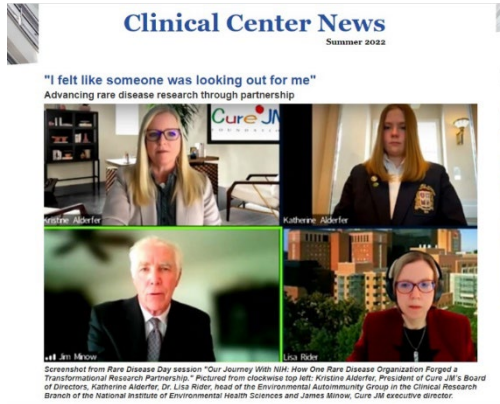 Clinical Center News
Summer 2022
"I felt like someone was looking out for me"
Advancing rare disease research through partnership
Cure JM
FOUNDATION
Kristine Alderfer
Katherine Alderfer
Jim Minow
Lisa Rider
Screenshot from Rare Disease Day session "Our Journey With NIH: How One Rare Disease Organization Forged a
Transformational Research Partnership." Pictured from clockwise top left: Kristine Alderfer, President of Cure JM's Board
of Directors, Katherine Alderfer, Dr. Lisa Rider, head of the Environmental Autoimmunity Group in the Clinical Research
Branch of the National Institute of Environmental Health Sciences and James Minow, Cure JM executive director.